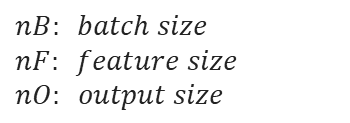 nB: batch size
nF: feature size
nO: output size